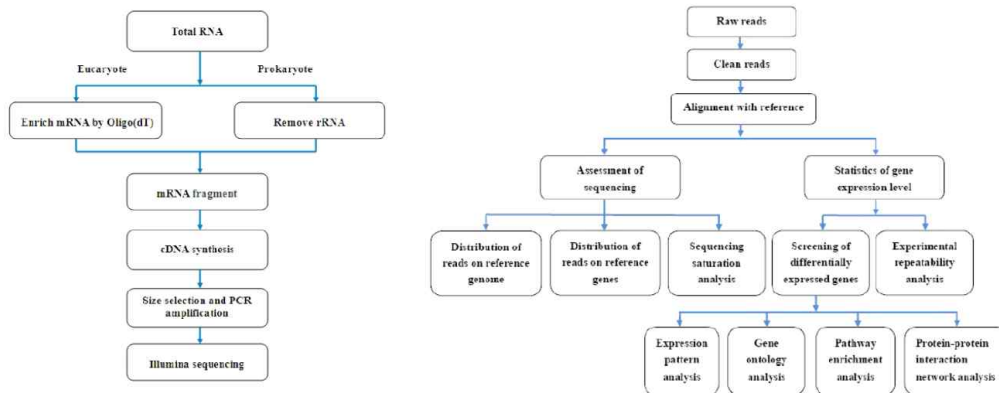 Total RNA
Eucaryote
Prokaryote
Enrich mRNA by Oligo(dT)
Remove rRNA
mRNA fragment
cDNA synthesis
Size selection and PCR
amplification
Illumina sequencing
Raw reads
Clean reads
Alignment with reference
Assessment of
sequencing
Statistics of gene
expression level
Distribution of
reads on reference
genome
Distribution of
reads on reference
genes
Sequencing
saturation
analysis
Screening of
differentially
expressed genes
Experimental
repeatability
analysis
Expression
pattern
analysis
Gene
ontology
analysis
Pathway
enrichment
analysis
Protein-protein
interaction
network analysis